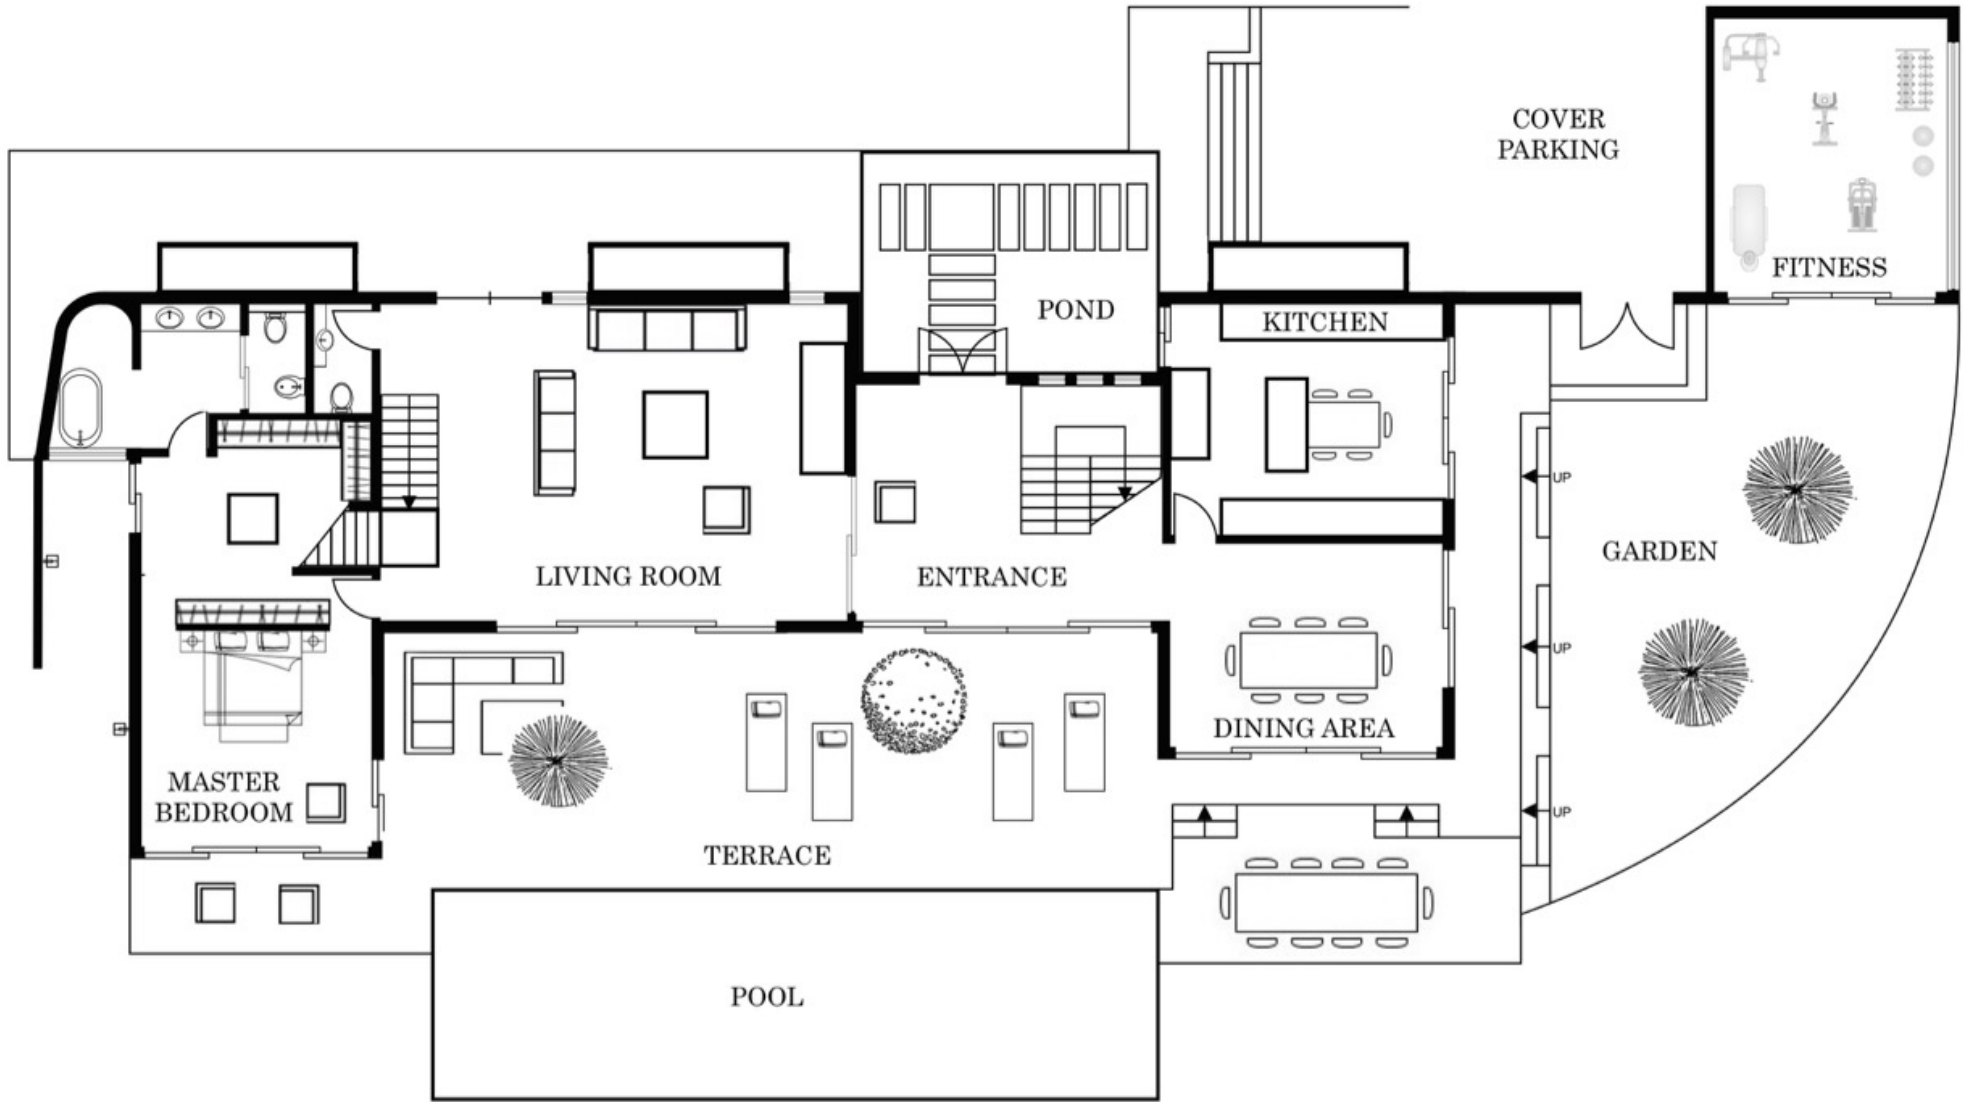 COVER
PARKING
FITNESS
POND
KITCHEN
UP
GARDEN
LIVING ROOM
ENTRANCE
UP
DINING AREA
MASTER
BEDROOM
UP
TERRACE
POOL